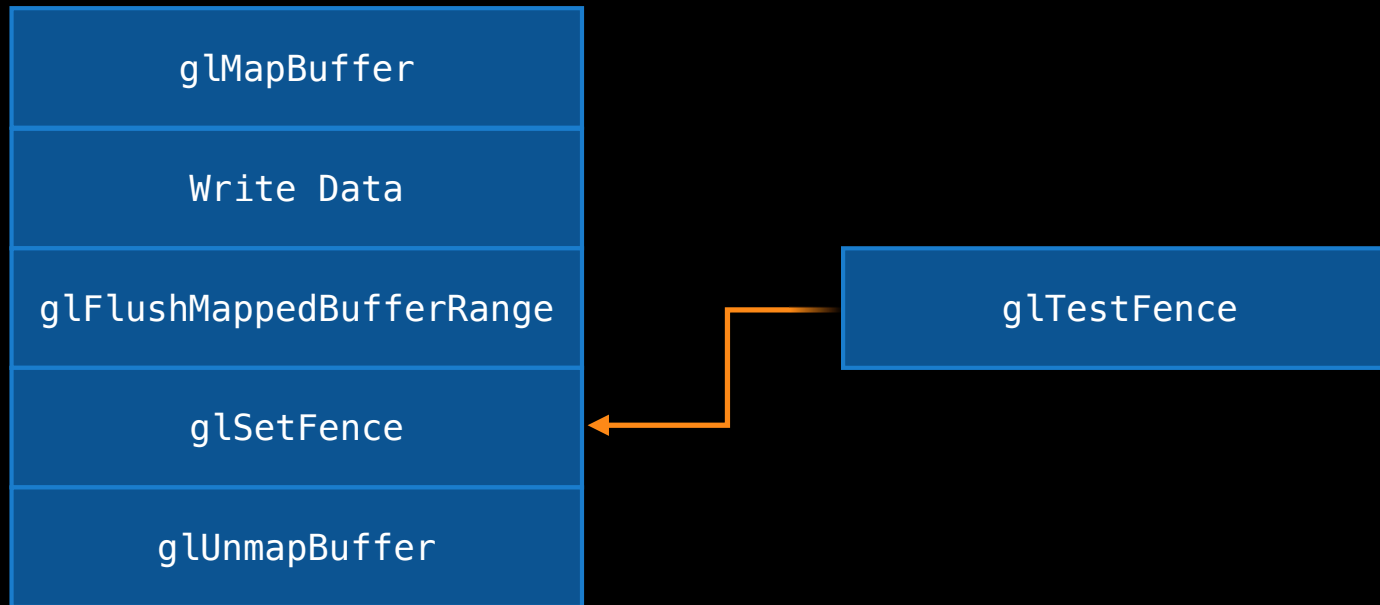 glMapBuffer
Write Data
glFlushMappedBufferRange
glTestFence
glSetFence
glUnmapBuffer